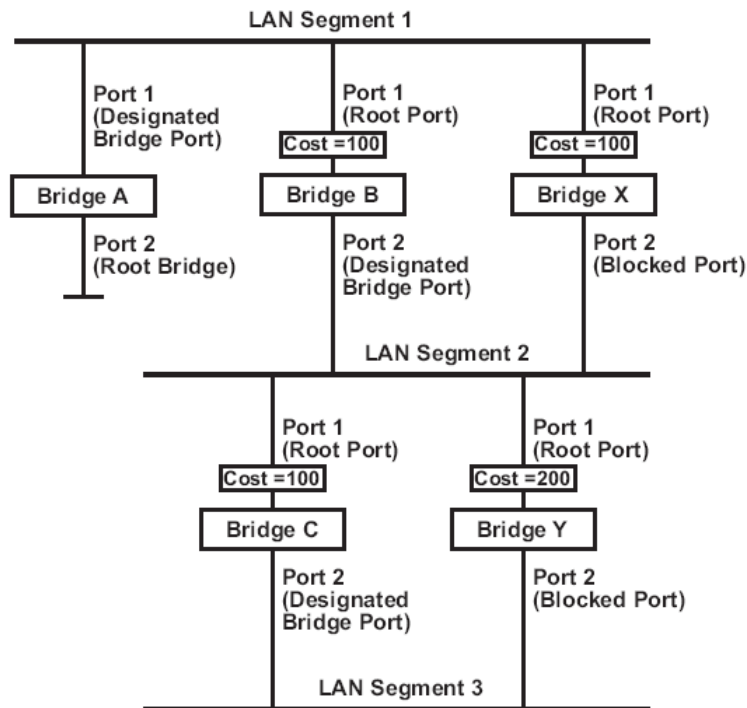 LAN Segment 1
Port 1
(Designated
Bridge Port)
Port 1
(Root Port)
Cost =100
Port 1
(Root Port)
Cost =100
Bridge A
Bridge B
Bridge X
Port 2
(Root Bridge)
Port 2
(Designated
Bridge Port)
Port 2
(Blocked Port)
LAN Segment 2
Port 1
(Root Port)
Cost =100
Port 1
(Root Port)
Cost =200
Bridge C
Bridge Y
Port 2
(Designated
Bridge Port)
Port 2
(Blocked Port)
LAN Segment 3